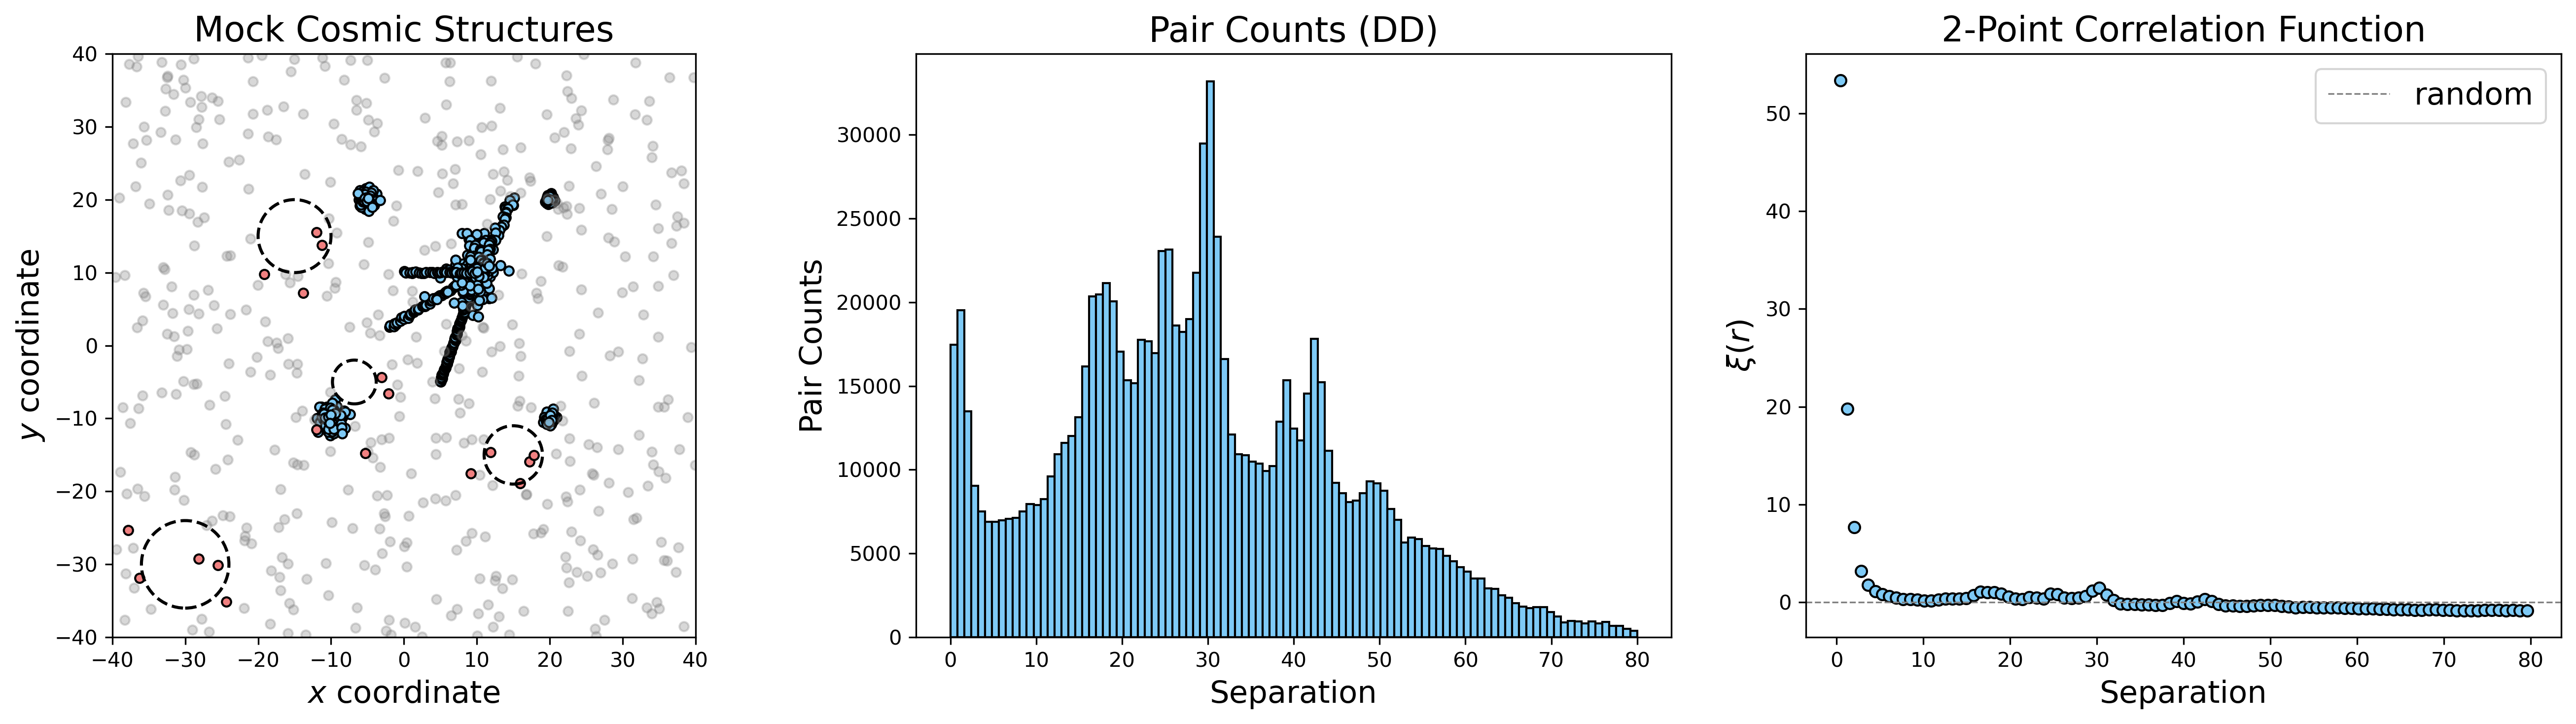 Mock Cosmic Structures
40
30
20
10
0
−10
−20
−30
−40
y coordinate
−40 −30 −20 −10 0 10 20 30 40
x coordinate
Pair Counts (DD)
30000
25000
20000
15000
10000
5000
0
Pair Counts
0 10 20 30 40 50 60 70 80
Separation
2-Point Correlation Function
random
50
40
30
20
10
0
ξ(r)
0 10 20 30 40 50 60 70 80
Separation